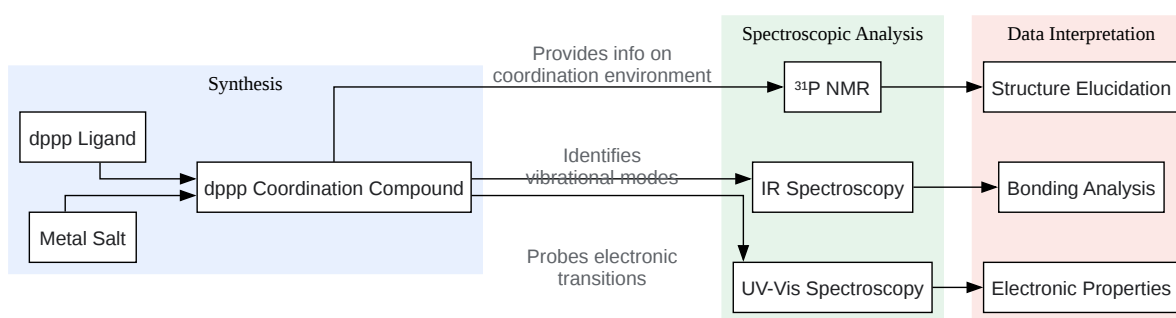 Synthesis
dppp Ligand
Metal Salt
dppp Coordination Compound
Provides info on
coordination environment
Identifies
vibrational modes
Probes electronic
transitions
Spectroscopic Analysis
³¹P NMR
IR Spectroscopy
UV-Vis Spectroscopy
Data Interpretation
Structure Elucidation
Bonding Analysis
Electronic Properties